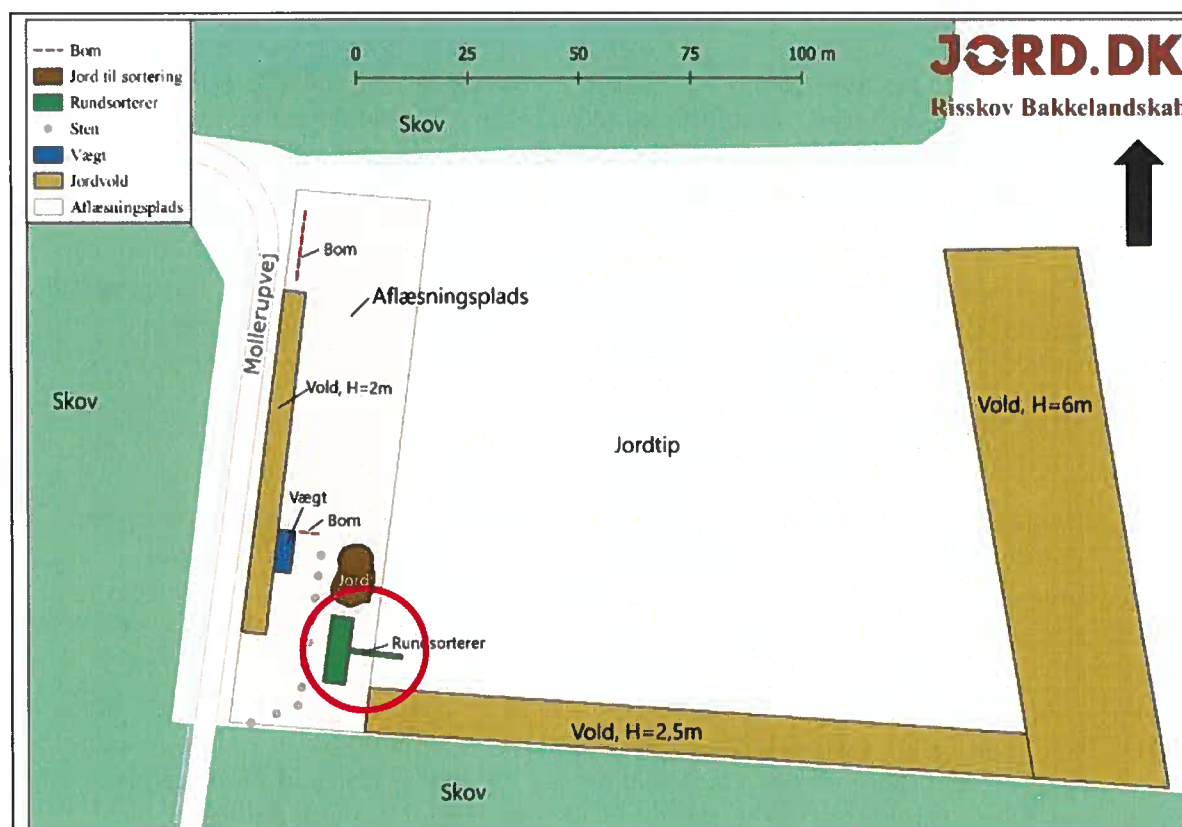 Bom
Jord til sortering
Rundsorterer
Sten
Vægt
Jordvold
Aflæsningsplads
0 25 50 75 100 m
JORD.DK
Risskov Bakkelandskab
Skov
Bom
Aflæsningsplads
Mollerupvej
Vold, H=2m
Skov
Vold, H=6m
Jordtip
Vægt
Bom
Jord
Rundsorterer
Vold, H=2,5m
Skov